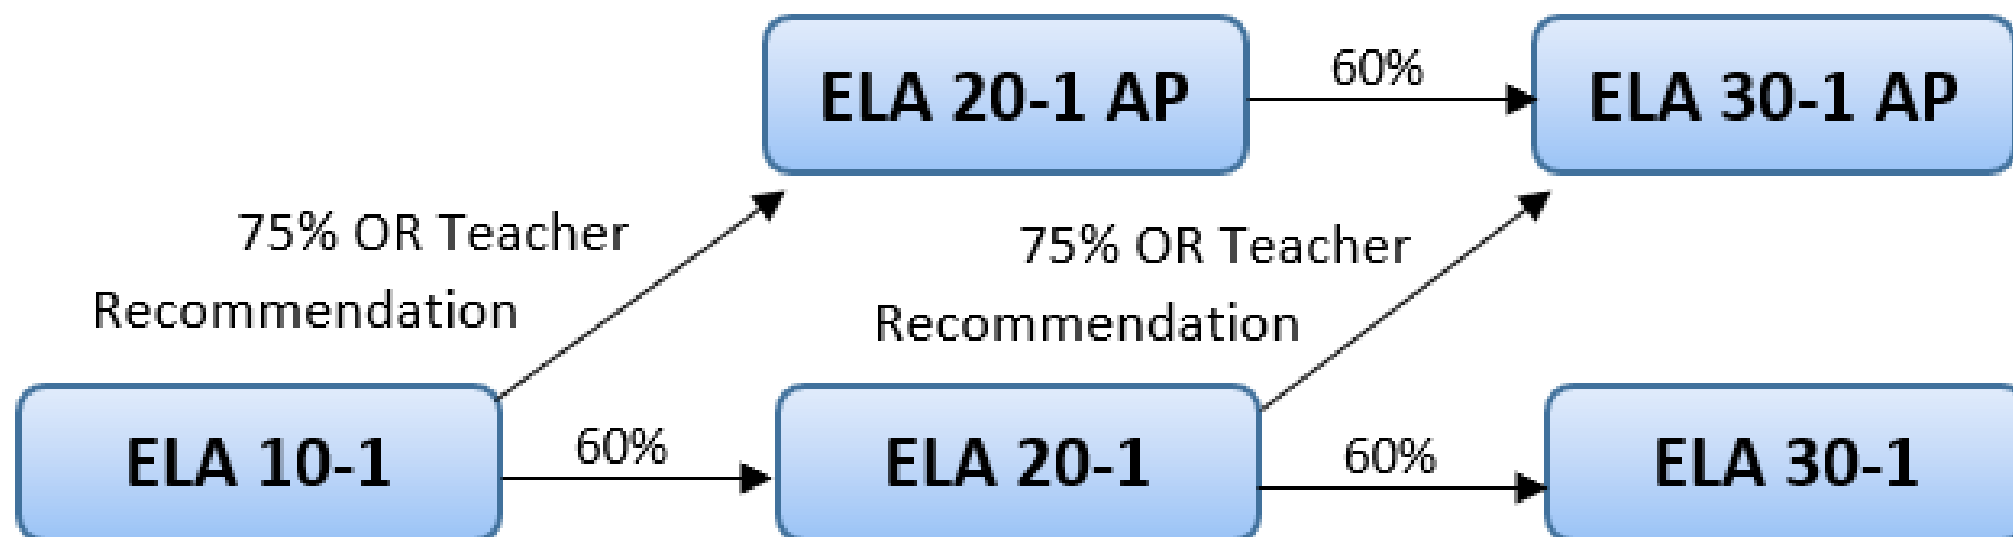 ELA 20-1 AP
60%
ELA 30-1 AP
75% OR Teacher
Recommendation
75% OR Teacher
Recommendation
ELA 10-1
60%
ELA 20-1
60%
ELA 30-1